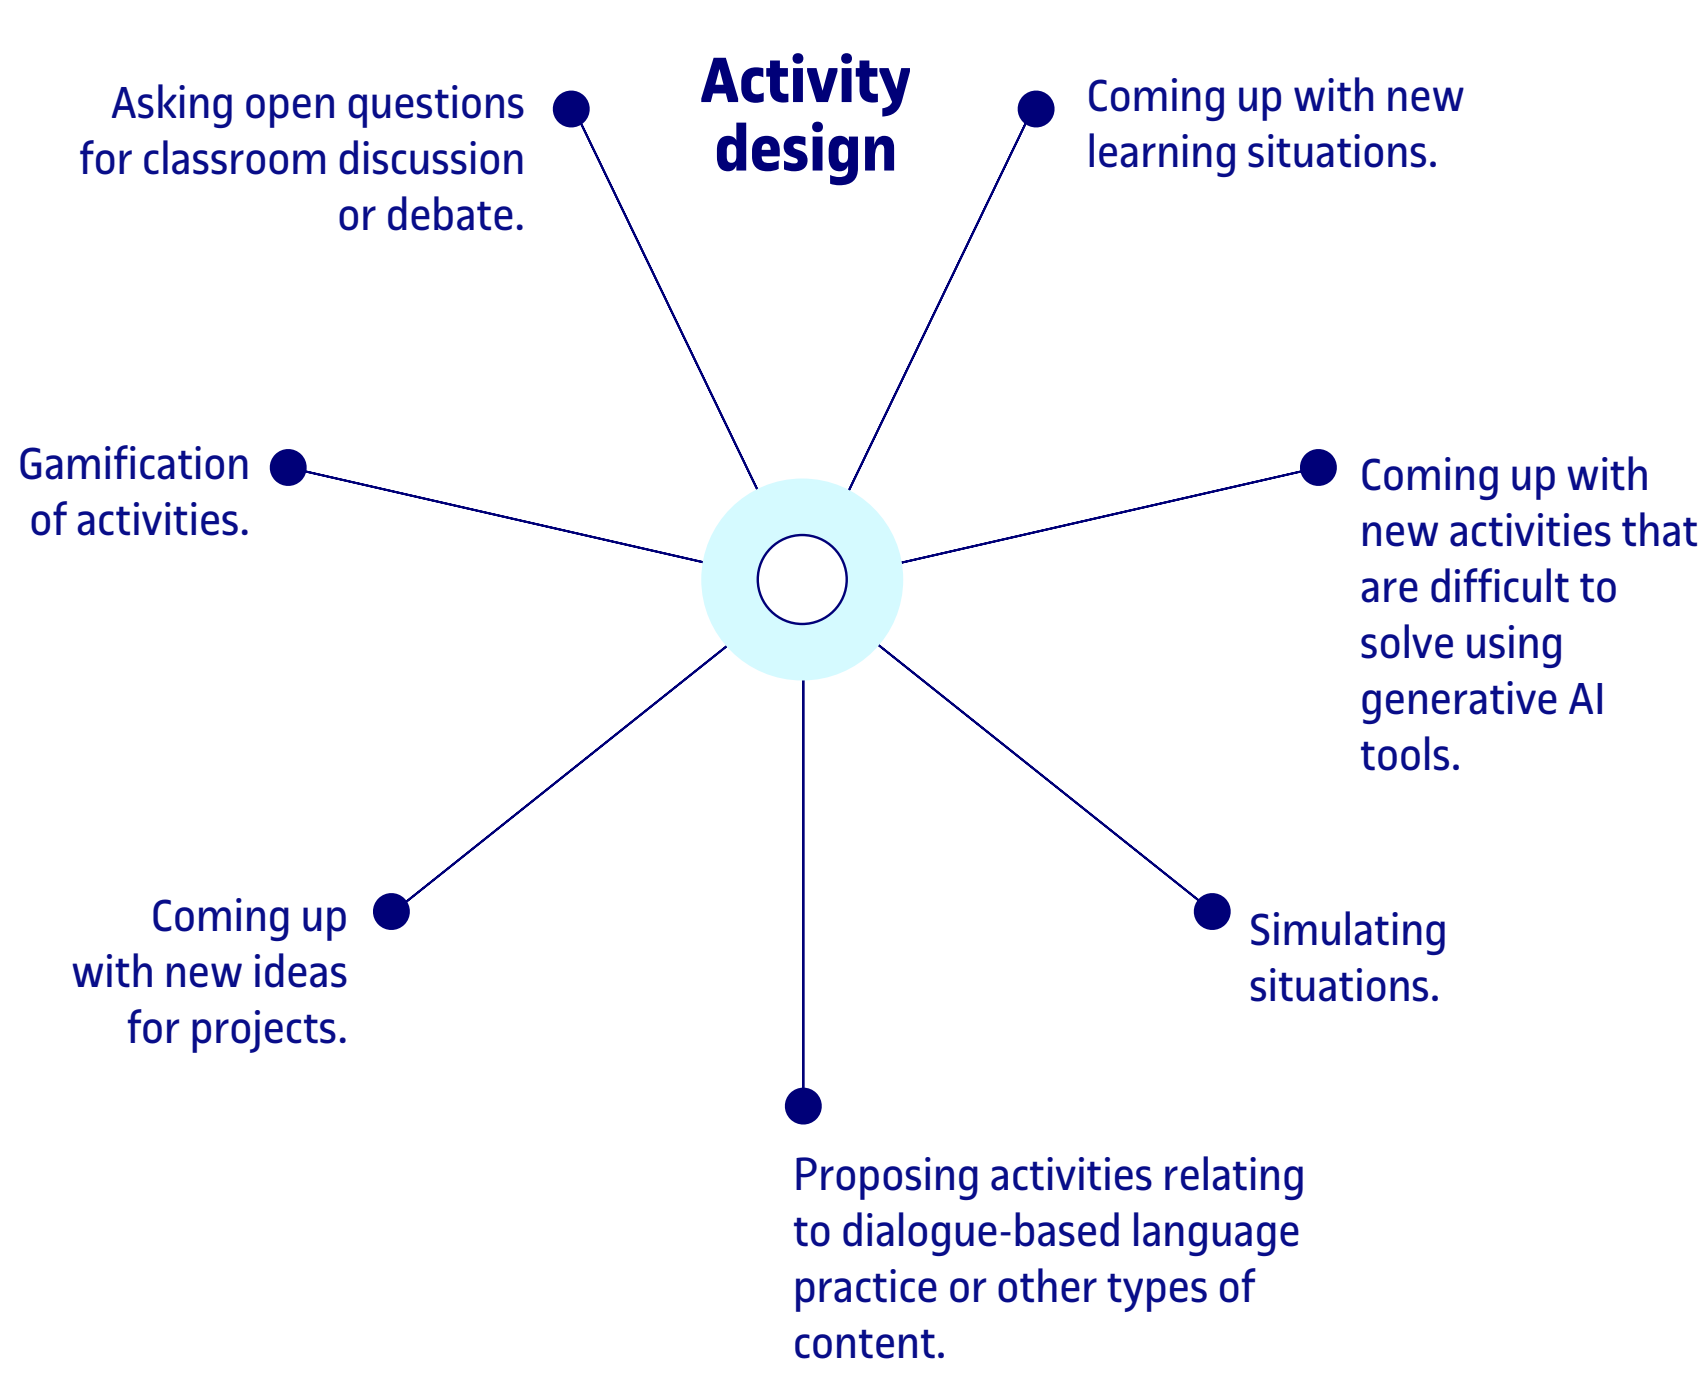 Activity
design
Coming up with new
learning situations.
Coming up with
new activities that
are difficult to
solve using
generative AI
tools.
Simulating
situations.
Proposing activities relating
to dialogue-based language
practice or other types of
content.
Coming up
with new ideas
for projects.
Gamification
of activities.
Asking open questions
for classroom discussion
or debate.